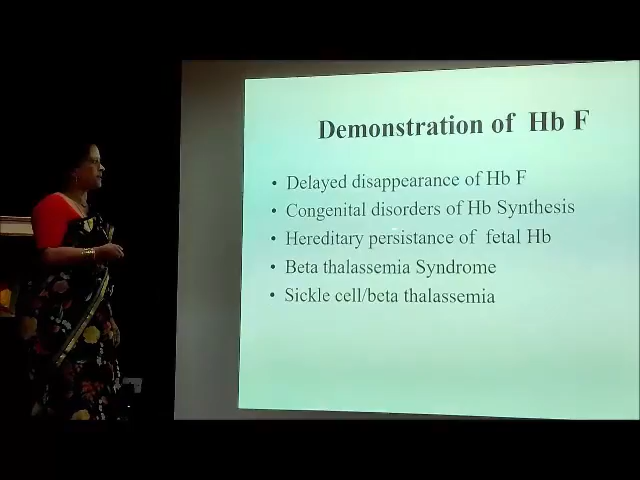 Demonstration of Hb F
• Delayed disappearance of Hb F
• Congenital disorders of Hb Synthesis
• Hereditary persistance of fetal Hb
• Beta thalassemia Syndrome
• Sickle cell/beta thalassemia